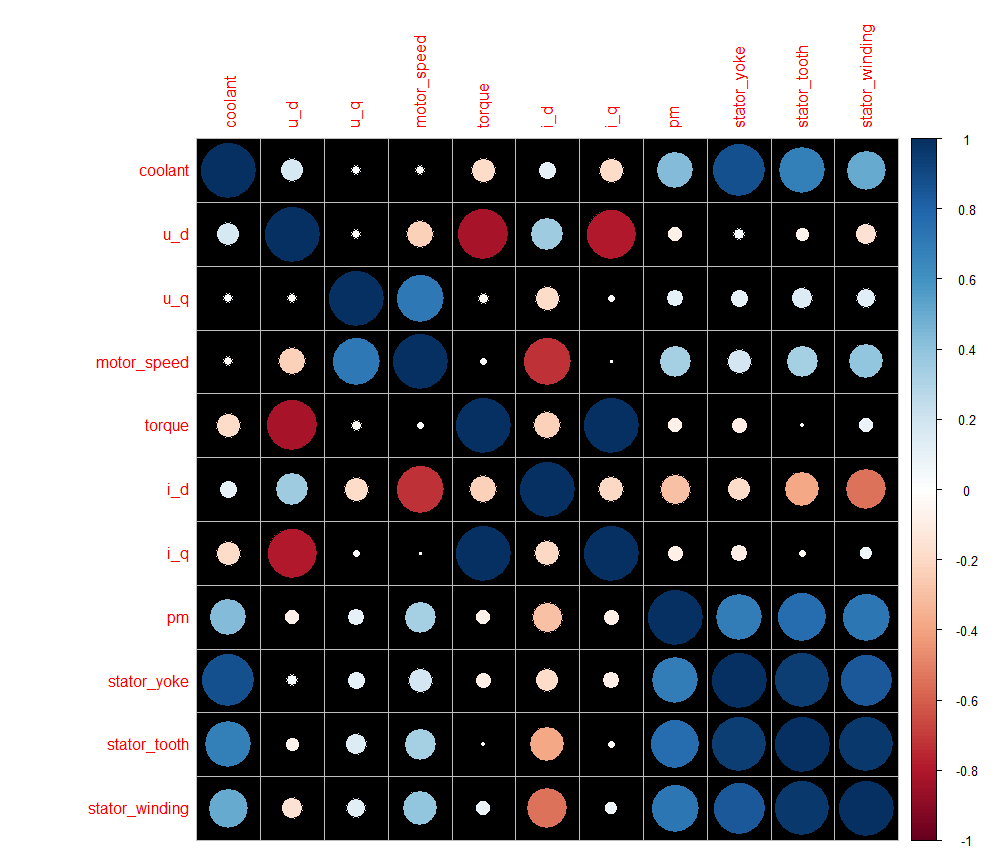 coolant
u_d
u_q
motor_speed
torque
i_d
i_q
pm
stator_yoke
stator_tooth
stator_winding
coolant
u_d
u_q
motor_speed
torque
i_d
i_q
pm
stator_yoke
stator_tooth
stator_winding
1
0.8
0.6
0.4
0.2
0
-0.2
-0.4
-0.6
-0.8
-1